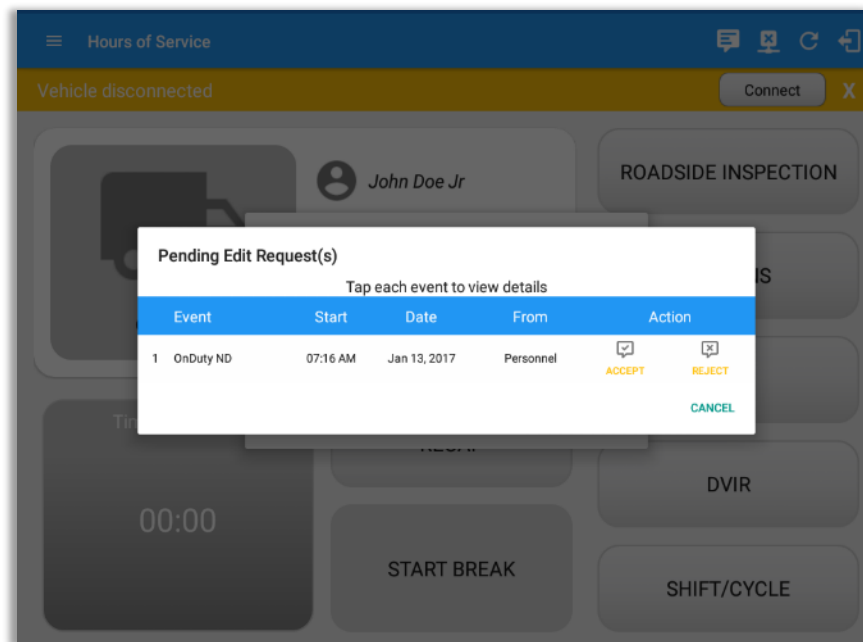 Hours of Service
Vehicle disconnected
Connect
X
John Doe Jr
ROADSIDE INSPECTION
Pending Edit Request(s)
Tap each event to view details
Event Start Date From Action
1 OnDuty ND 07:16 AM Jan 13, 2017 Personnel ACCEPT REJECT
CANCEL
DVIR
00:00
START BREAK
SHIFT/CYCLE